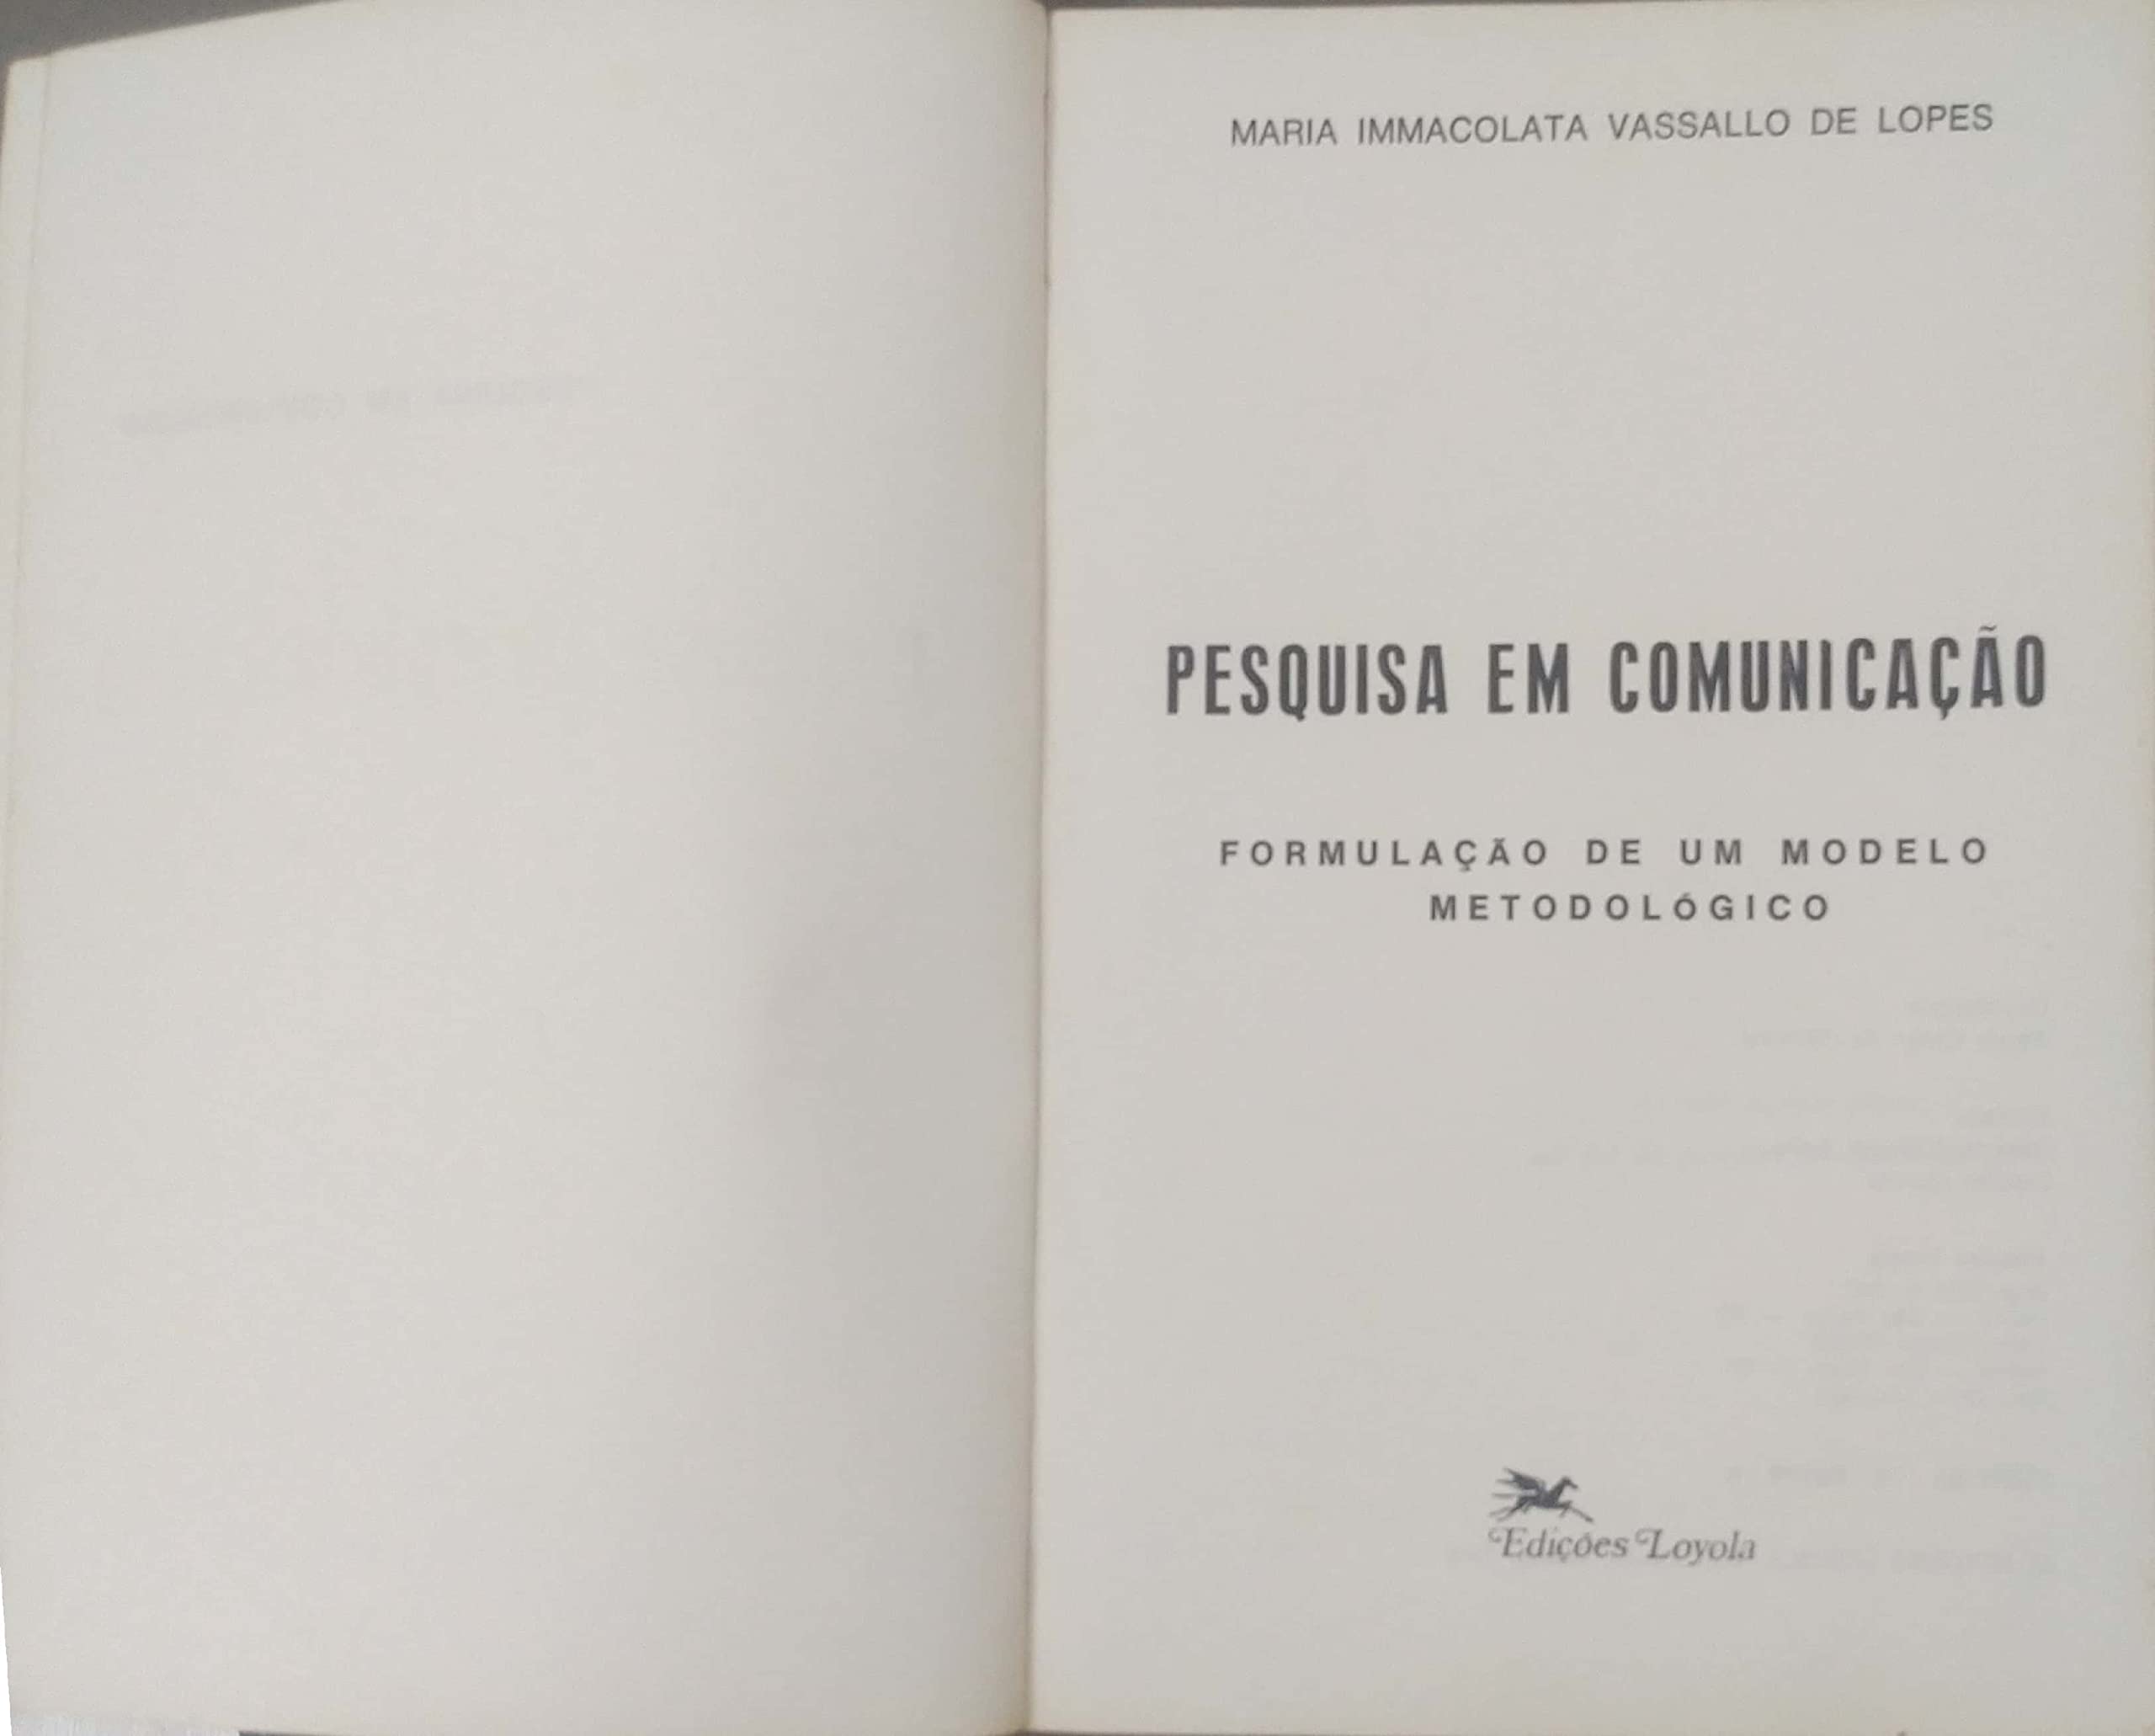 MARIA IMMACOLATA VASSALLO DE LOPES
PESQUISA EM COMUNICAÇÃO
FORMULAÇÃO DE UM MODELO
METODOLÓGICO
Edições Loyola